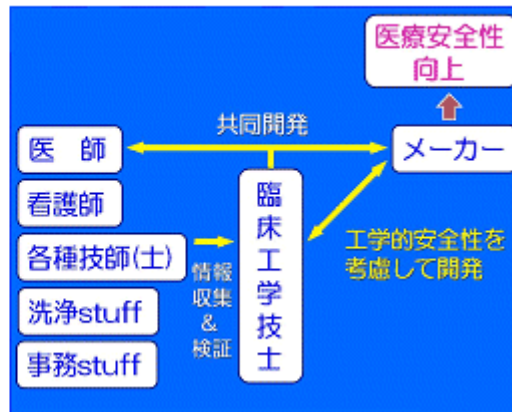 医療安全性
向上
共同開発
医　師
メーカー
看護師
臨床工学技士
各種技師(士)
工学的安全性を
考慮して開発
情報
収集
&
検証
洗浄stuff
事務stuff